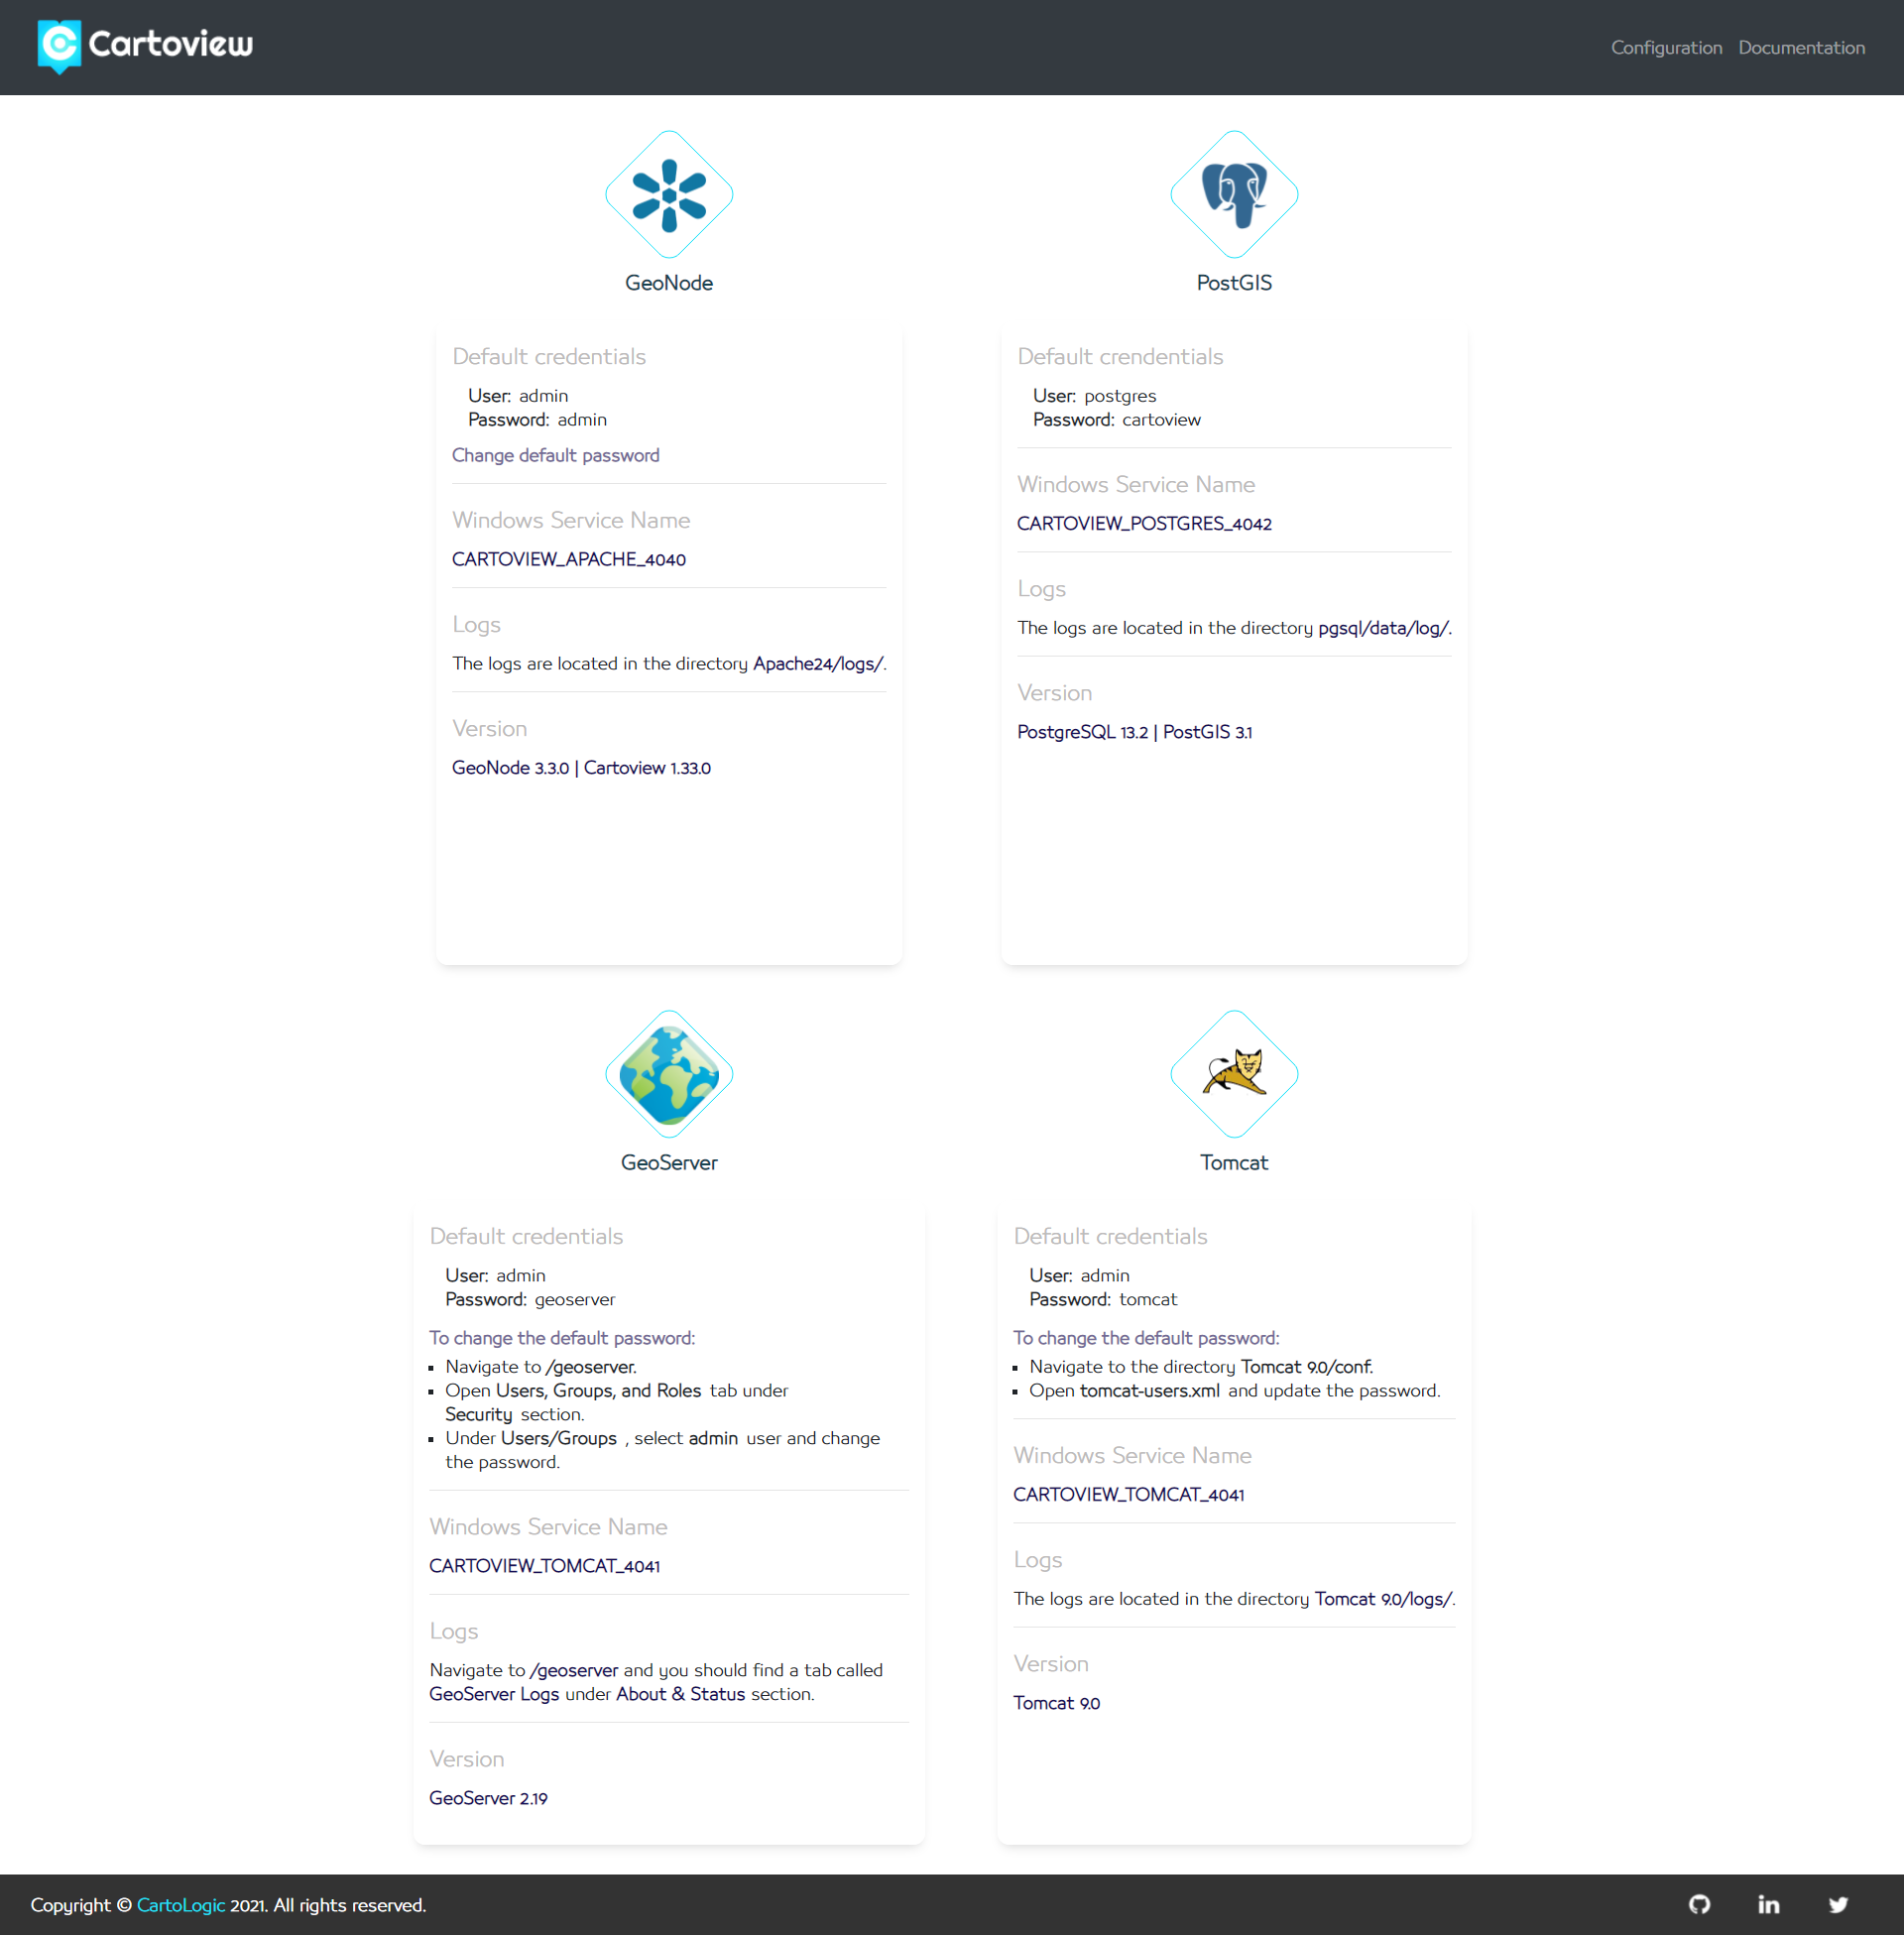 Cartoview
Configuration Documentation
GeoNode
Default credentials
User: admin
Password: admin
Change default password
Windows Service Name
CARTOVIEW_APACHE_4040
Logs
The logs are located in the directory Apache24/logs/.
Version
GeoNode 3.3.0 | Cartoview 1.33.0
PostGIS
Default crendentials
User: postgres
Password: cartoview
Windows Service Name
CARTOVIEW_POSTGRES_4042
Logs
The logs are located in the directory pgsql/data/log/.
Version
PostgreSQL 13.2 | PostGIS 3.1
GeoServer
Default credentials
User: admin
Password: geoserver
To change the default password:
Navigate to /geoserver.
Open Users, Groups, and Roles tab under
Security section.
Under Users/Groups , select admin user and change
the password.
Windows Service Name
CARTOVIEW_TOMCAT_4041
Logs
Navigate to /geoserver and you should find a tab called
GeoServer Logs under About & Status section.
Version
GeoServer 2.19
Tomcat
Default credentials
User: admin
Password: tomcat
To change the default password:
Navigate to the directory Tomcat 9.0/conf.
Open tomcat-users.xml and update the password.
Windows Service Name
CARTOVIEW_TOMCAT_4041
Logs
The logs are located in the directory Tomcat 9.0/logs/.
Version
Tomcat 9.0
Copyright © CartoLogic 2021. All rights reserved.